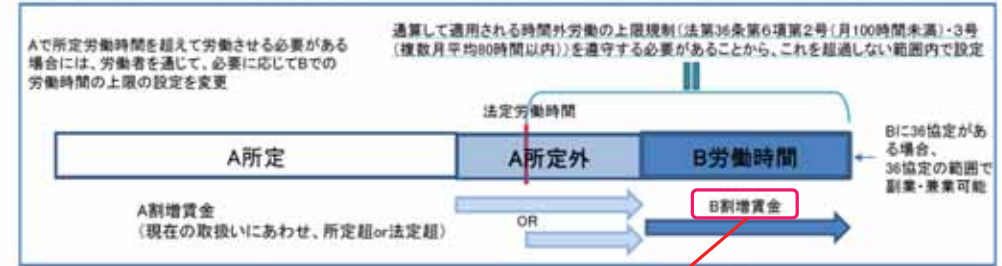 Aで所定労働時間を超えて労働させる必要がある
場合には、労働者を通じて、必要に応じてBでの
労働時間の上限の設定を変更
通算して適用される時間外労働の上限規制(法第36条第6項第2号(月100時間未満)・3号
(複数月平均80時間以内))を遵守する必要があることから、これを超過しない範囲内で設定
法定労働時間
A所定
A所定外
B労働時間
Bに36協定があ
る場合、
36協定の範囲で
副業・兼業可能
A割増賃金
(現在の取扱いにあわせ、所定超or法定超)
OR
B割増賃金